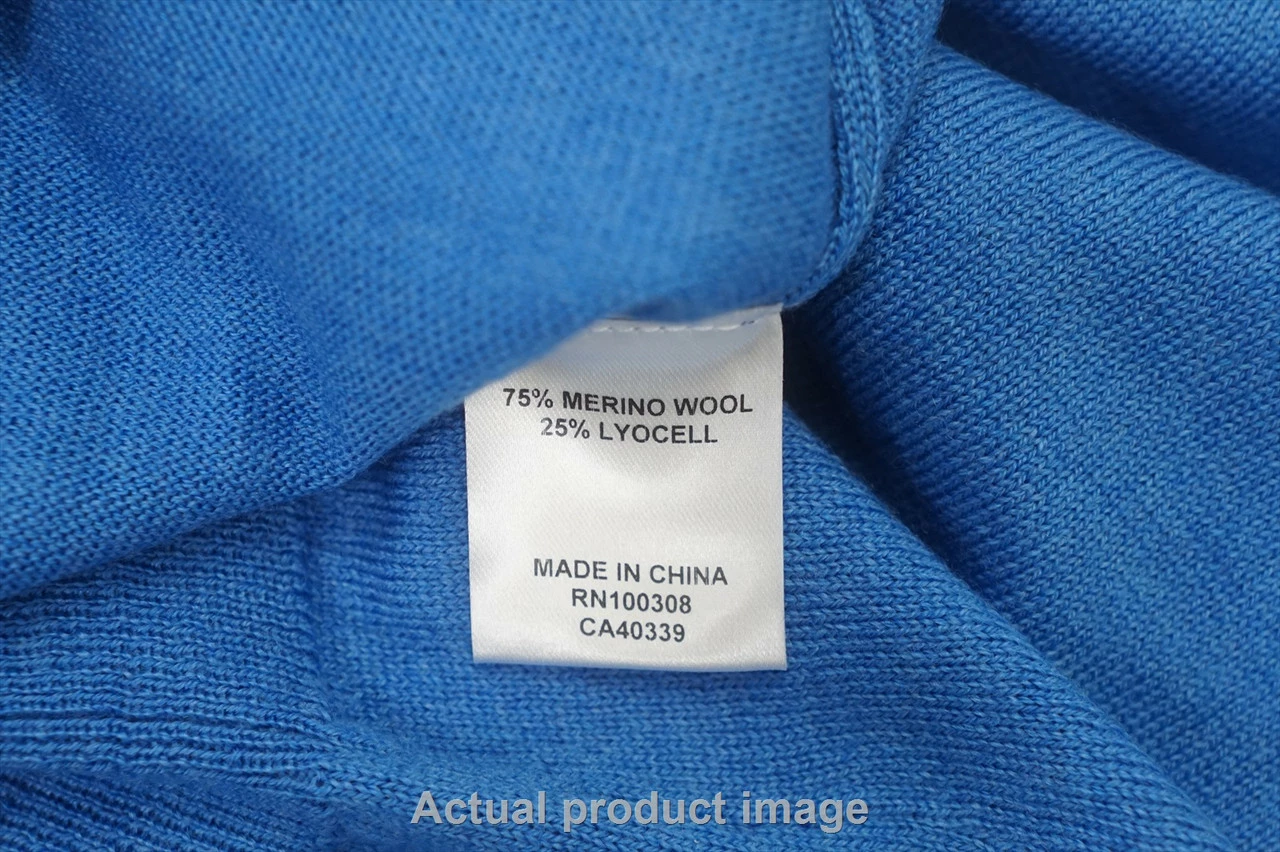 75% MERINO WOOL
25% LYOCELL
MADE IN CHINA
RN100308
CA40339
Actual product image